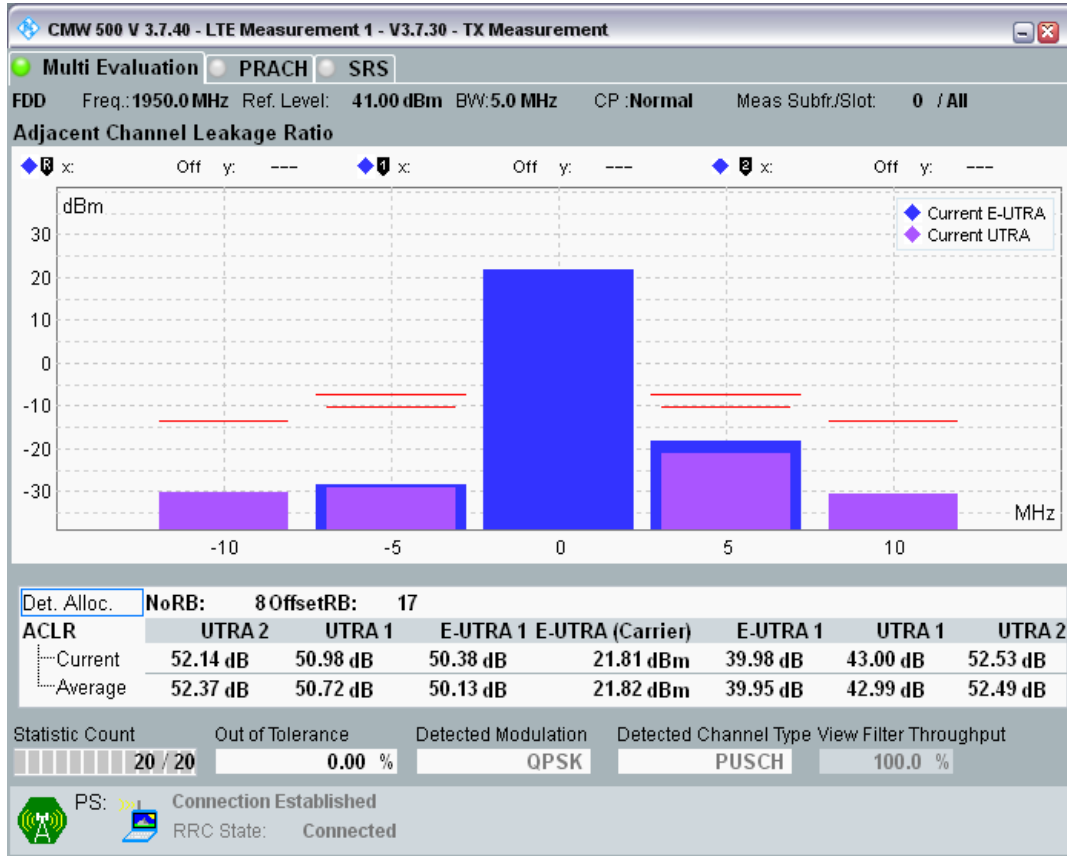 CMW 500 V 3.7.40 - LTE Measurement 1 - V3.7.30 - TX Measurement
Multi Evaluation PRACH SRS
FDD Freq.: 1950.0 MHz Ref. Level: 41.00 dBm BW: 5.0 MHz CP : Normal Meas Subfr./Slot: 0 / All
Adjacent Channel Leakage Ratio
R x: Off y: --- 1 x: Off y: --- 2 x: Off y: ---
dBm
Current E-UTRA
Current UTRA
30
20
10
0
-10
-20
-30
MHz
-10 -5 0 5 10
Det. Alloc. NoRB: 8 OffsetRB: 17
ACLR UTRA 2 UTRA 1 E-UTRA 1 E-UTRA (Carrier) E-UTRA 1 UTRA 1 UTRA 2
Current 52.14 dB 50.98 dB 50.38 dB 21.81 dBm 39.98 dB 43.00 dB 52.53 dB
Average 52.37 dB 50.72 dB 50.13 dB 21.82 dBm 39.95 dB 42.99 dB 52.49 dB
Statistic Count Out of Tolerance Detected Modulation Detected Channel Type View Filter Throughput
20 / 20 0.00 % QPSK PUSCH 100.0 %
PS: Connection Established
RRC State: Connected